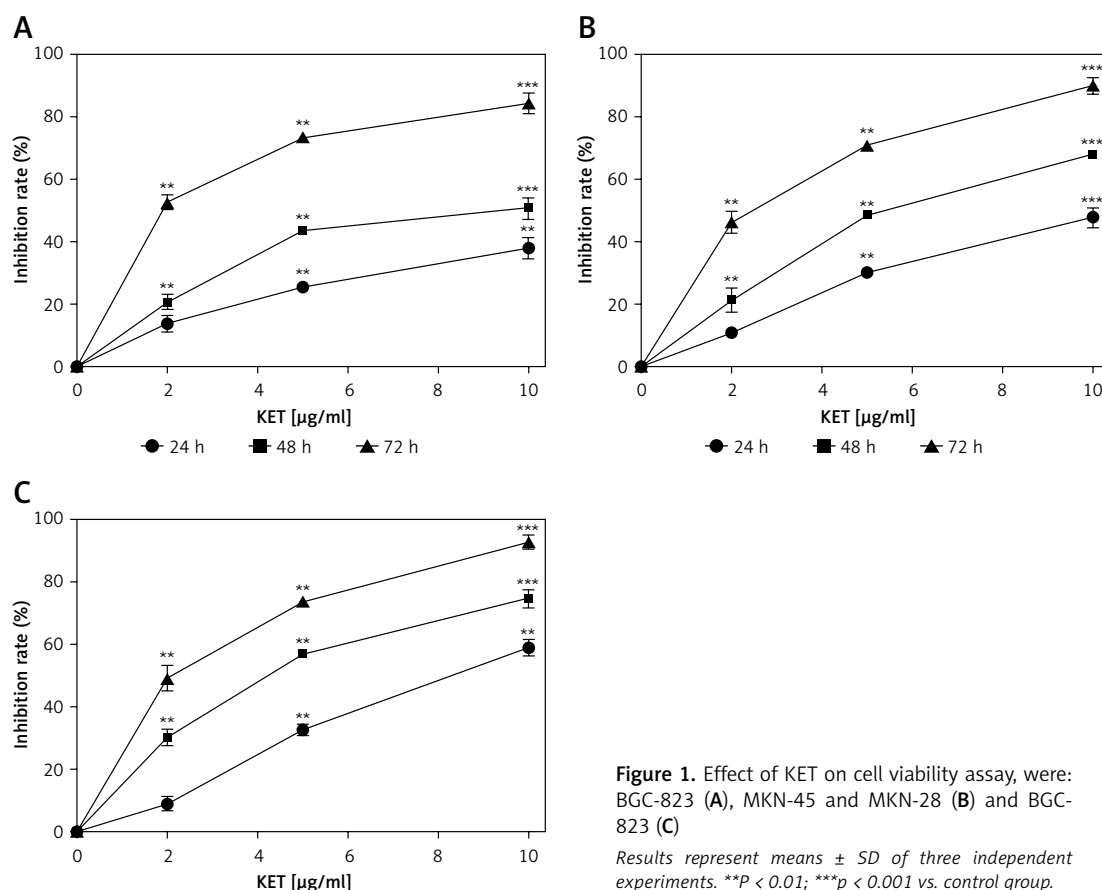 A
100
80
60
40
20
0
Inhibition rate (%)
***
**
**
***
**
**
**
**
0 2 4 6 8 10
KET [µg/ml]
24 h 48 h 72 h
B
100
80
60
40
20
0
Inhibition rate (%)
***
**
***
**
**
***
**
**
0 2 4 6 8 10
KET [µg/ml]
24 h 48 h 72 h
C
100
80
60
40
20
0
Inhibition rate (%)
***
**
***
**
**
**
**
**
0 2 4 6 8 10
KET [µg/ml]
24 h 48 h 72 h
Figure 1. Effect of KET on cell viability assay, were:
BGC-823 (A), MKN-45 and MKN-28 (B) and BGC-
823 (C)
Results represent means ± SD of three independent
experiments. **P < 0.01; ***p < 0.001 vs. control group.